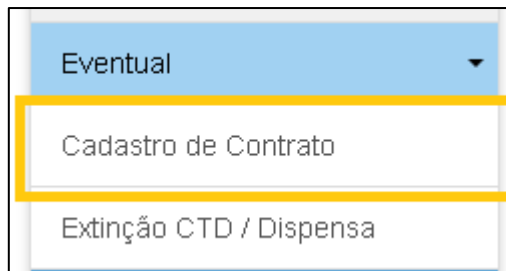 Eventual
Cadastro de Contrato
Extinção CTD / Dispensa